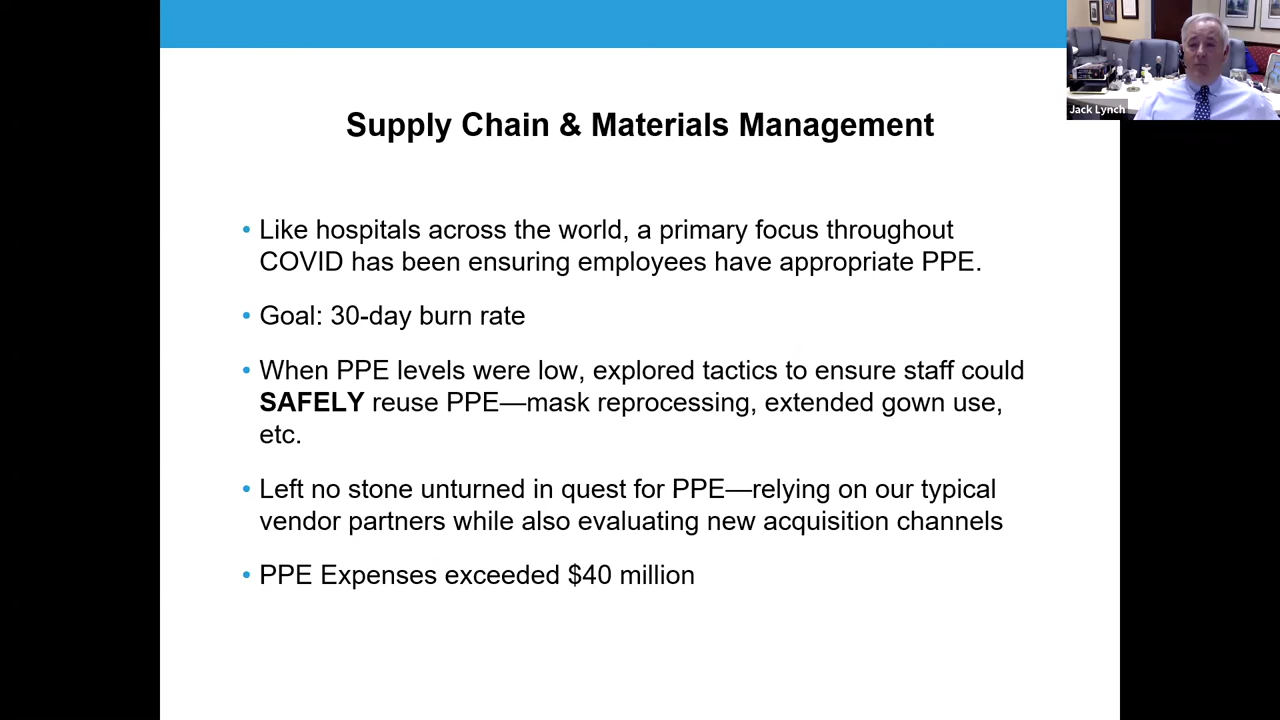 Jack Lynch
Supply Chain & Materials Management
• Like hospitals across the world, a primary focus throughout
COVID has been ensuring employees have appropriate PPE.
• Goal: 30-day burn rate
• When PPE levels were low, explored tactics to ensure staff could
SAFELY reuse PPE—mask reprocessing, extended gown use,
etc.
• Left no stone unturned in quest for PPE—relying on our typical
vendor partners while also evaluating new acquisition channels
• PPE Expenses exceeded $40 million